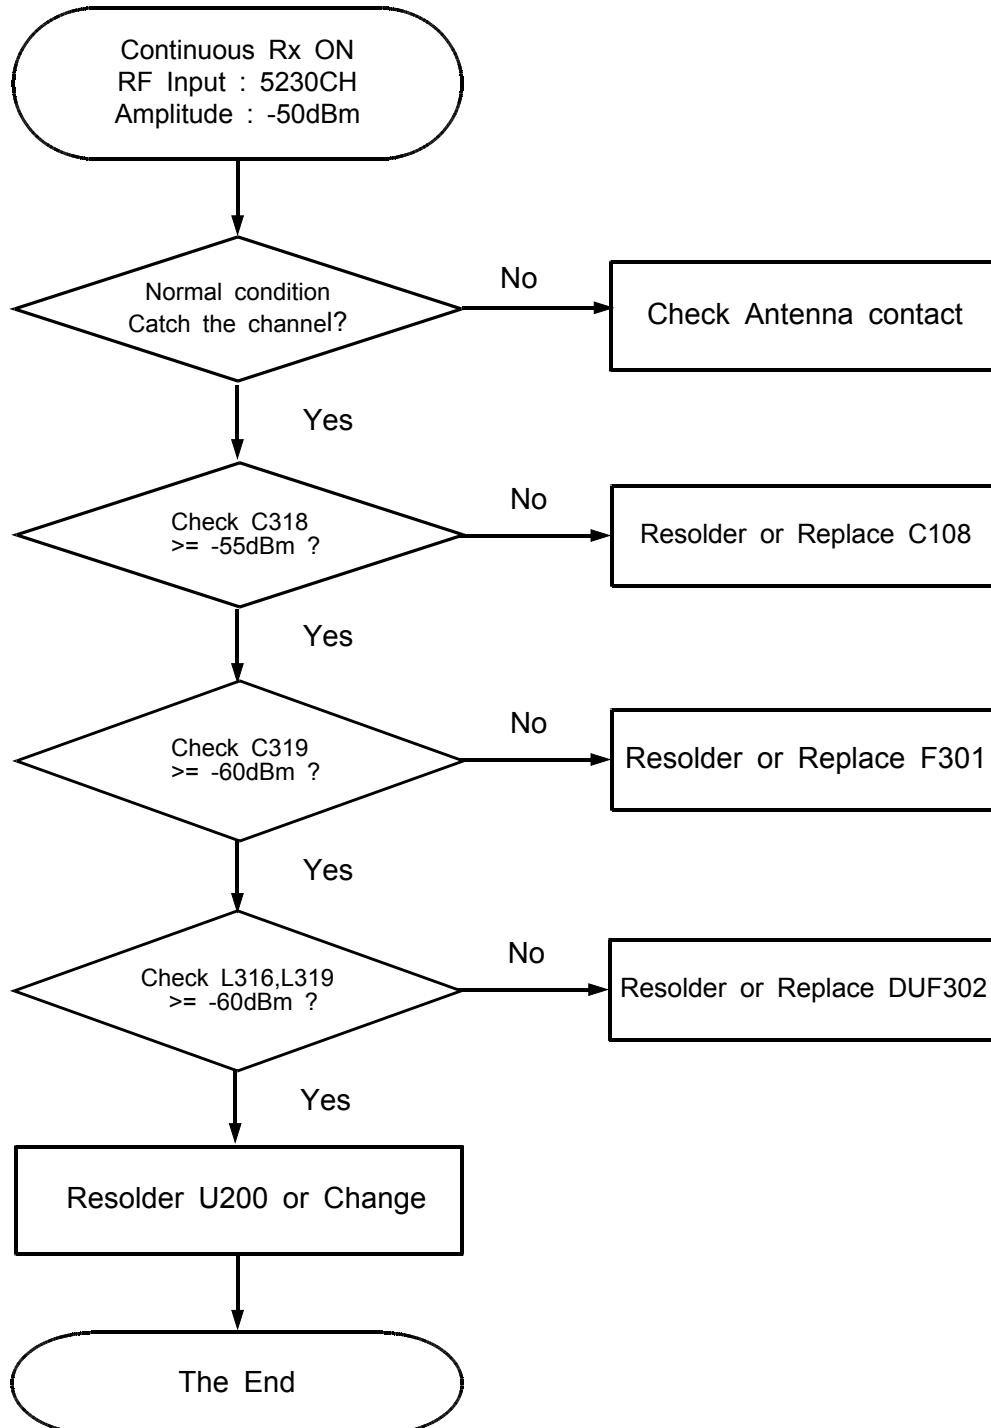 Continuous Rx ON
RF Input : 5230CH
Amplitude : -50dBm
Normal condition
Catch the channel?
No
Check Antenna contact
Yes
Check C318
>= -55dBm ?
No
Resolder or Replace C108
Yes
Check C319
>= -60dBm ?
No
Resolder or Replace F301
Yes
Check L316,L319
>= -60dBm ?
No
Resolder or Replace DUF302
Yes
Resolder U200 or Change
The End